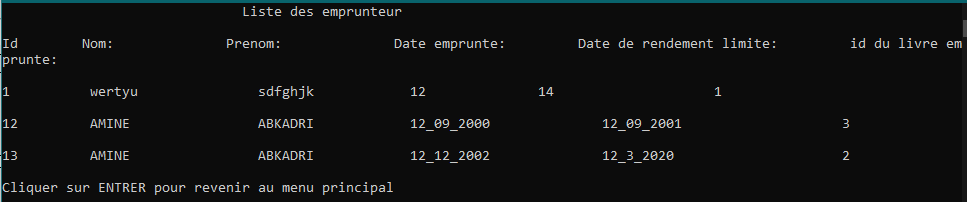 Liste des emprunteur
Id Nom: Prenom: Date emprunte: Date de rendement limite: id du livre em
prunte:
1 wertyu sdfghjk 12 14 1
12 AMINE ABKADRI 12_09_2000 12_09_2001 3
13 AMINE ABKADRI 12_12_2002 12_3_2020 2
Cliquer sur ENTRER pour revenir au menu principal